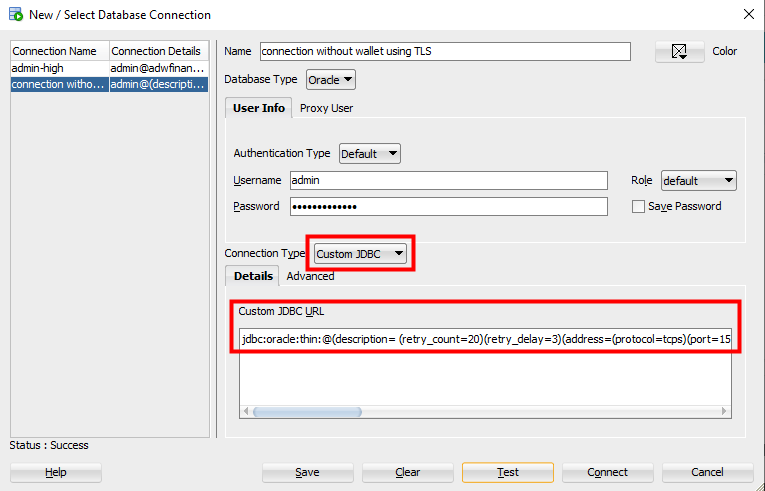 New / Select Database Connection
Connection Name Connection Details
admin-high admin@adwfinan...
connection witho... admin@(descripti...
Name connection without wallet using TLS Color
Database Type Oracle
User Info Proxy User
Authentication Type Default
Username admin Role default
Password ••••••••••••• Save Password
Connection Type Custom JDBC
Details Advanced
Custom JDBC URL
jdbc:oracle:thin:@(description= (retry_count=20)(retry_delay=3)(address=(protocol=tcps)(port=15
Status : Success
Help Save Clear Test Connect Cancel